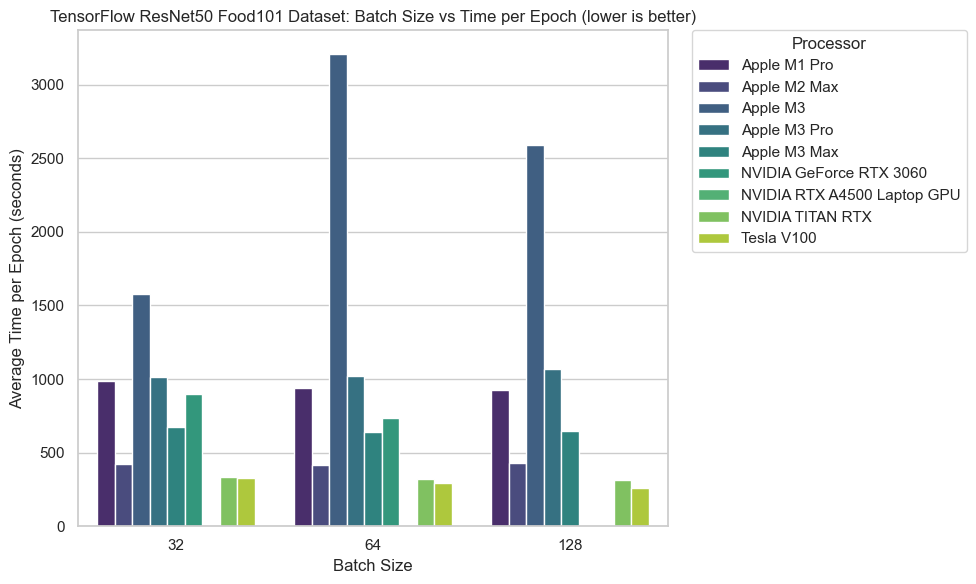 TensorFlow ResNet50 Food101 Dataset: Batch Size vs Time per Epoch (lower is better)
Processor
Apple M1 Pro
Apple M2 Max
Apple M3
Apple M3 Pro
Apple M3 Max
NVIDIA GeForce RTX 3060
NVIDIA RTX A4500 Laptop GPU
NVIDIA TITAN RTX
Tesla V100
Average Time per Epoch (seconds)
3000
2500
2000
1500
1000
500
0
32 64 128
Batch Size